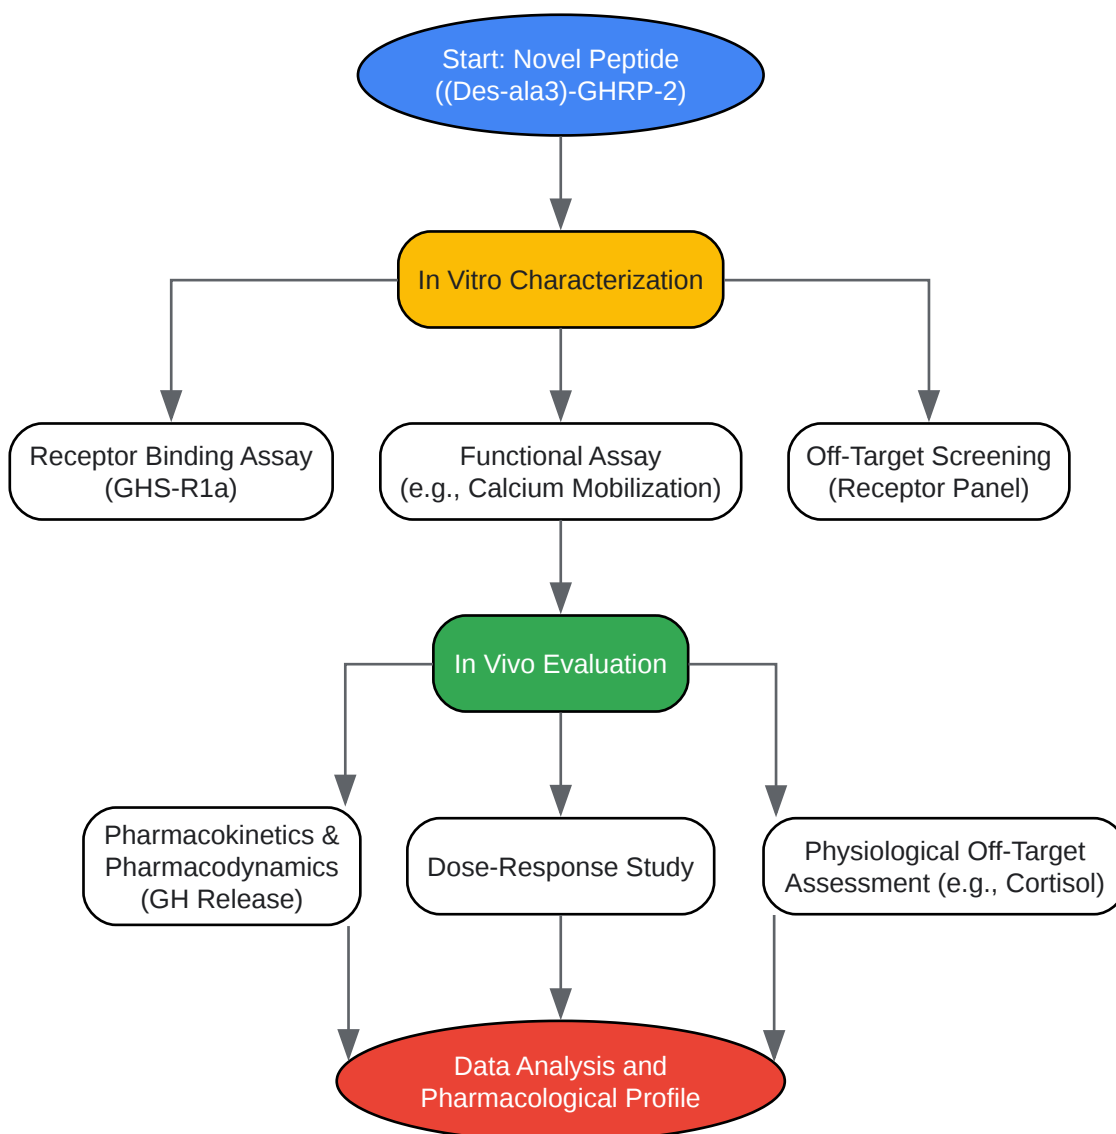 Start: Novel Peptide
((Des-ala3)-GHRP-2)
In Vitro Characterization
Receptor Binding Assay
(GHS-R1a)
Functional Assay
(e.g., Calcium Mobilization)
Off-Target Screening
(Receptor Panel)
In Vivo Evaluation
Pharmacokinetics &
Pharmacodynamics
(GH Release)
Dose-Response Study
Physiological Off-Target
Assessment (e.g., Cortisol)
Data Analysis and
Pharmacological Profile